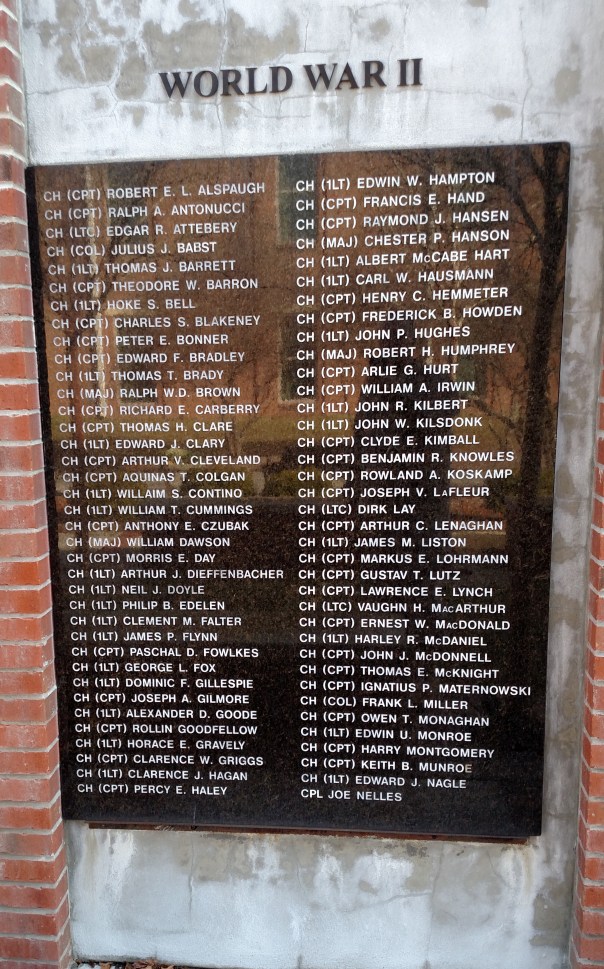 WORLD WAR II
CH (CPT) ROBERT E. L. ALSPAUGH
CH (CPT) RALPH A. ANTONUCCI
CH (LTC) EDGAR R. ATTEBERY
CH (COL) JULIUS J. BABST
CH (1LT) THOMAS J. BARRETT
CH (CPT) THEODORE W. BARRON
CH (1LT) HOKE S. BELL
CH (CPT) CHARLES S. BLAKENEY
CH (CPT) PETER E. BONNER
CH (CPT) EDWARD F. BRADLEY
CH (1LT) THOMAS T. BRADY
CH (MAJ) RALPH W.D. BROWN
CH (CPT) RICHARD E. CARBERRY
CH (CPT) THOMAS H. CLARE
CH (1LT) EDWARD J. CLARY
CH (CPT) ARTHUR V. CLEVELAND
CH (CPT) AQUINAS T. COLGAN
CH (1LT) WILLAIM S. CONTINO
CH (1LT) WILLIAM T. CUMMINGS
CH (CPT) ANTHONY E. CZUBAK
CH (MAJ) WILLIAM DAWSON
CH (CPT) MORRIS E. DAY
CH (1LT) ARTHUR J. DIEFFENBACHER
CH (1LT) NEIL J. DOYLE
CH (1LT) PHILIP B. EDELEN
CH (1LT) CLEMENT M. FALTER
CH (1LT) JAMES P. FLYNN
CH (CPT) PASCHAL D. FOWLKES
CH (1LT) GEORGE L. FOX
CH (1LT) DOMINIC F. GILLESPIE
CH (CPT) JOSEPH A. GILMORE
CH (1LT) ALEXANDER D. GOODE
CH (CPT) ROLLIN GOODFELLOW
CH (1LT) HORACE E. GRAVELY
CH (CPT) CLARENCE W. GRIGGS
CH (1LT) CLARENCE J. HAGAN
CH (CPT) PERCY E. HALEY
CH (1LT) EDWIN W. HAMPTON
CH (CPT) FRANCIS E. HAND
CH (CPT) RAYMOND J. HANSEN
CH (MAJ) CHESTER P. HANSON
CH (1LT) ALBERT McCABE HART
CH (1LT) CARL W. HAUSMANN
CH (CPT) HENRY C. HEMMETER
CH (CPT) FREDERICK B. HOWDEN
CH (1LT) JOHN P. HUGHES
CH (MAJ) ROBERT H. HUMPHREY
CH (CPT) ARLIE G. HURT
CH (CPT) WILLIAM A. IRWIN
CH (1LT) JOHN R. KILBERT
CH (1LT) JOHN W. KILSDONK
CH (CPT) CLYDE E. KIMBALL
CH (CPT) BENJAMIN R. KNOWLES
CH (CPT) ROWLAND A. KOSKAMP
CH (CPT) JOSEPH V. LaFLEUR
CH (LTC) DIRK LAY
CH (CPT) ARTHUR C. LENAGHAN
CH (1LT) JAMES M. LISTON
CH (CPT) MARKUS E. LOHRMANN
CH (CPT) GUSTAV T. LUTZ
CH (CPT) LAWRENCE E. LYNCH
CH (LTC) VAUGHN H. MacARTHUR
CH (CPT) ERNEST W. MacDONALD
CH (1LT) HARLEY R. McDANIEL
CH (CPT) JOHN J. McDONNELL
CH (CPT) THOMAS E. McKNIGHT
CH (CPT) IGNATIUS P. MATERNOWSKI
CH (COL) FRANK L. MILLER
CH (CPT) OWEN T. MONAGHAN
CH (1LT) EDWIN U. MONROE
CH (CPT) HARRY MONTGOMERY
CH (CPT) KEITH B. MUNROE
CH (1LT) EDWARD J. NAGLE
CPL JOE NELLES